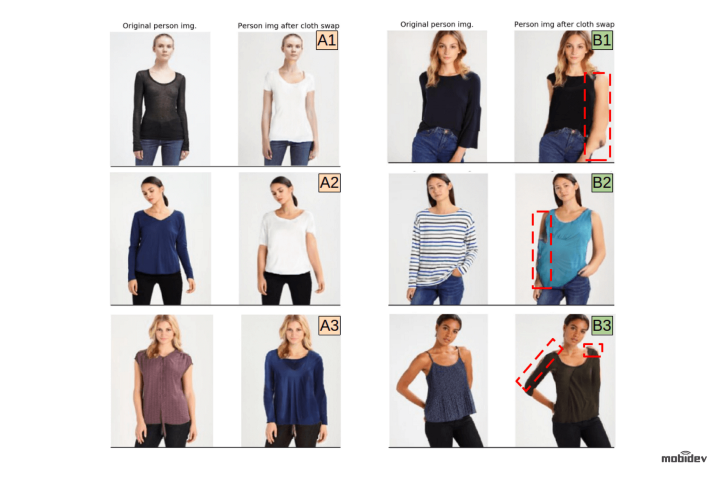 Original person img.
Person img after cloth swap
Original person img.
Person img after cloth swap
A1
B1
A2
B2
A3
B3
mobidev